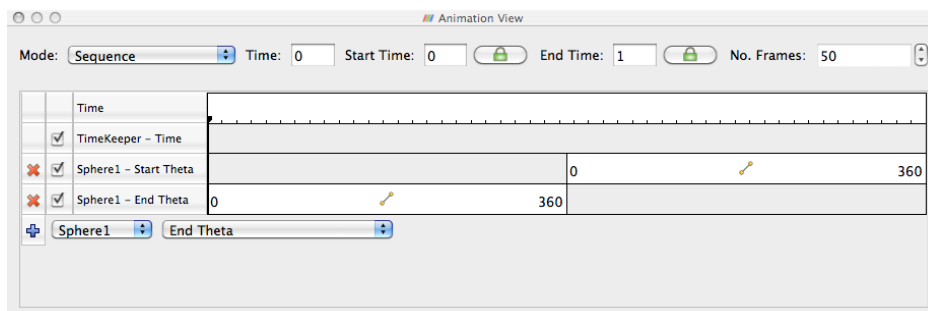 Animation View
Mode: Sequence Time: 0 Start Time: 0 End Time: 1 No. Frames: 50
Time
TimeKeeper - Time
Sphere1 - Start Theta 0 360
Sphere1 - End Theta 0 360
Sphere1 End Theta